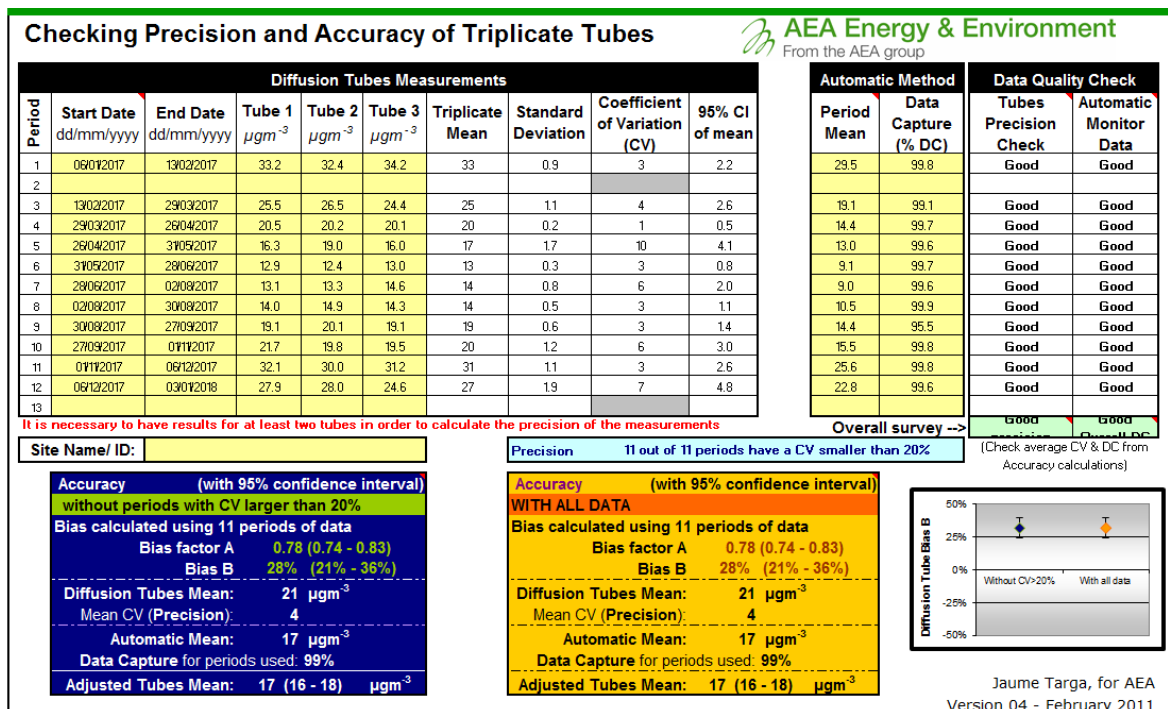 Checking Precision and Accuracy of Triplicate Tubes
AEA Energy & Environment
From the AEA group
Diffusion Tubes Measurements
Automatic Method
Data Quality Check
Period Start Date dd/mm/yyyy End Date dd/mm/yyyy Tube 1 µgm-3 Tube 2 µgm-3 Tube 3 µgm-3 Triplicate Mean Standard Deviation Coefficient of Variation (CV) 95% CI of mean Period Mean Data Capture (% DC) Tubes Precision Check Automatic Monitor Data
1 06/01/2017 13/02/2017 33.2 32.4 34.2 33 0.9 3 2.2 29.5 99.8 Good Good
2
3 13/02/2017 29/03/2017 25.5 26.5 24.4 25 1.1 4 2.6 19.1 99.1 Good Good
4 29/03/2017 26/04/2017 20.5 20.2 20.1 20 0.2 1 0.5 14.4 99.7 Good Good
5 26/04/2017 31/05/2017 16.3 19.0 16.0 17 1.7 10 4.1 13.0 99.6 Good Good
6 31/05/2017 28/06/2017 12.9 12.4 13.0 13 0.3 3 0.8 9.1 99.7 Good Good
7 28/06/2017 02/08/2017 13.1 13.3 14.6 14 0.8 6 2.0 9.0 99.6 Good Good
8 02/08/2017 30/08/2017 14.0 14.9 14.3 14 0.5 3 1.1 10.5 99.9 Good Good
9 30/08/2017 27/09/2017 19.1 20.1 19.1 19 0.6 3 1.4 14.4 95.5 Good Good
10 27/09/2017 01/11/2017 21.7 19.8 19.5 20 1.2 6 3.0 15.5 99.8 Good Good
11 01/11/2017 06/12/2017 32.1 30.0 31.2 31 1.1 3 2.6 25.6 99.8 Good Good
12 06/12/2017 03/01/2018 27.9 28.0 24.6 27 1.9 7 4.8 22.8 99.6 Good Good
13
It is necessary to have results for at least two tubes in order to calculate the precision of the measurements
Overall survey --> Good Good
Site Name/ ID:
Precision 11 out of 11 periods have a CV smaller than 20%
(Check average CV & DC from Accuracy calculations)
Accuracy (with 95% confidence interval)
without periods with CV larger than 20%
Bias calculated using 11 periods of data
Bias factor A 0.78 (0.74 - 0.83)
Bias B 28% (21% - 36%)
Diffusion Tubes Mean: 21 µgm-3
Mean CV (Precision): 4
Automatic Mean: 17 µgm-3
Data Capture for periods used: 99%
Adjusted Tubes Mean: 17 (16 - 18) µgm-3
Accuracy (with 95% confidence interval)
WITH ALL DATA
Bias calculated using 11 periods of data
Bias factor A 0.78 (0.74 - 0.83)
Bias B 28% (21% - 36%)
Diffusion Tubes Mean: 21 µgm-3
Mean CV (Precision): 4
Automatic Mean: 17 µgm-3
Data Capture for periods used: 99%
Adjusted Tubes Mean: 17 (16 - 18) µgm-3
Diffusion Tube Bias B
50%
25%
0%
-25%
-50%
Without CV>20% With all data
Jaume Targa, for AEA
Version 04 - February 2011